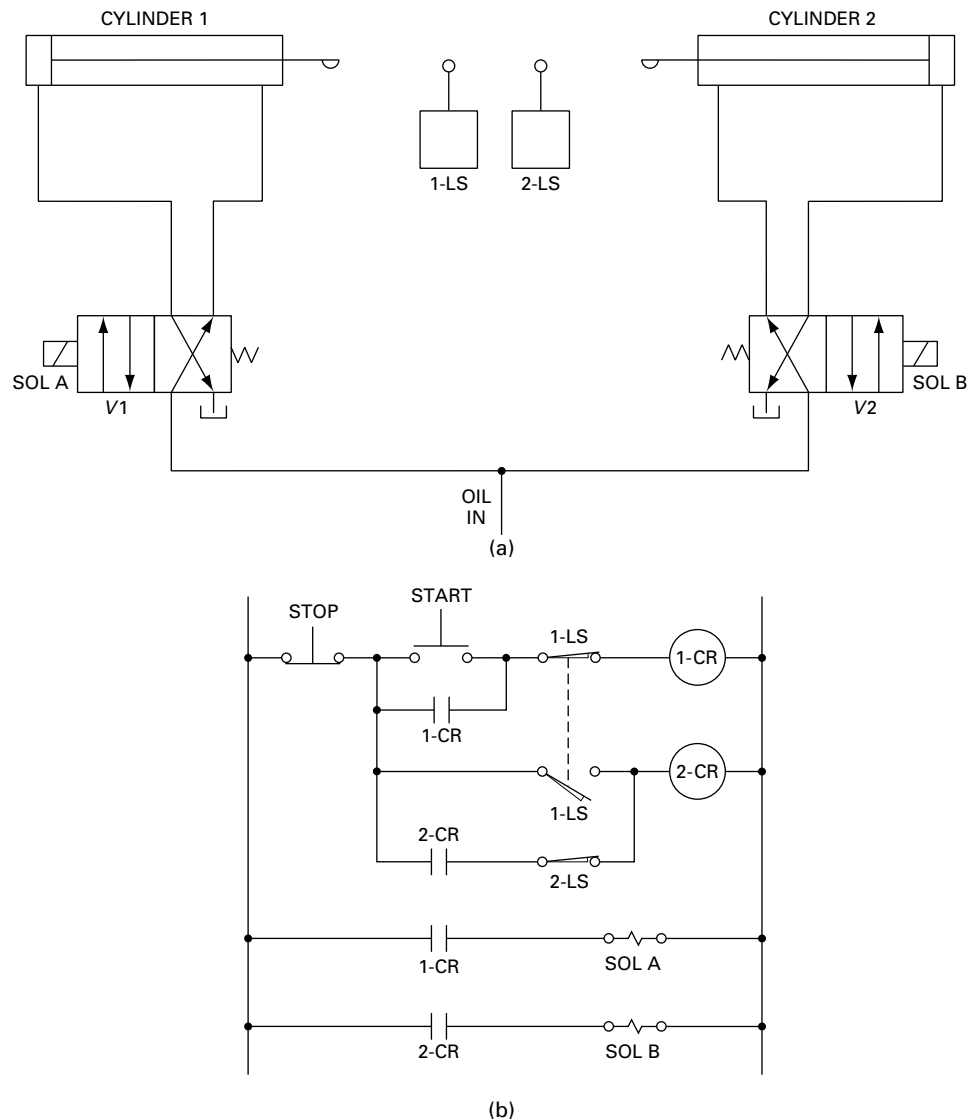 CYLINDER 1
CYLINDER 2
1-LS
2-LS
SOL A
V1
V2
SOL B
OIL
IN
(a)
STOP
START
1-LS
1-CR
1-CR
2-CR
1-LS
2-CR
2-LS
1-CR
SOL A
2-CR
SOL B
(b)